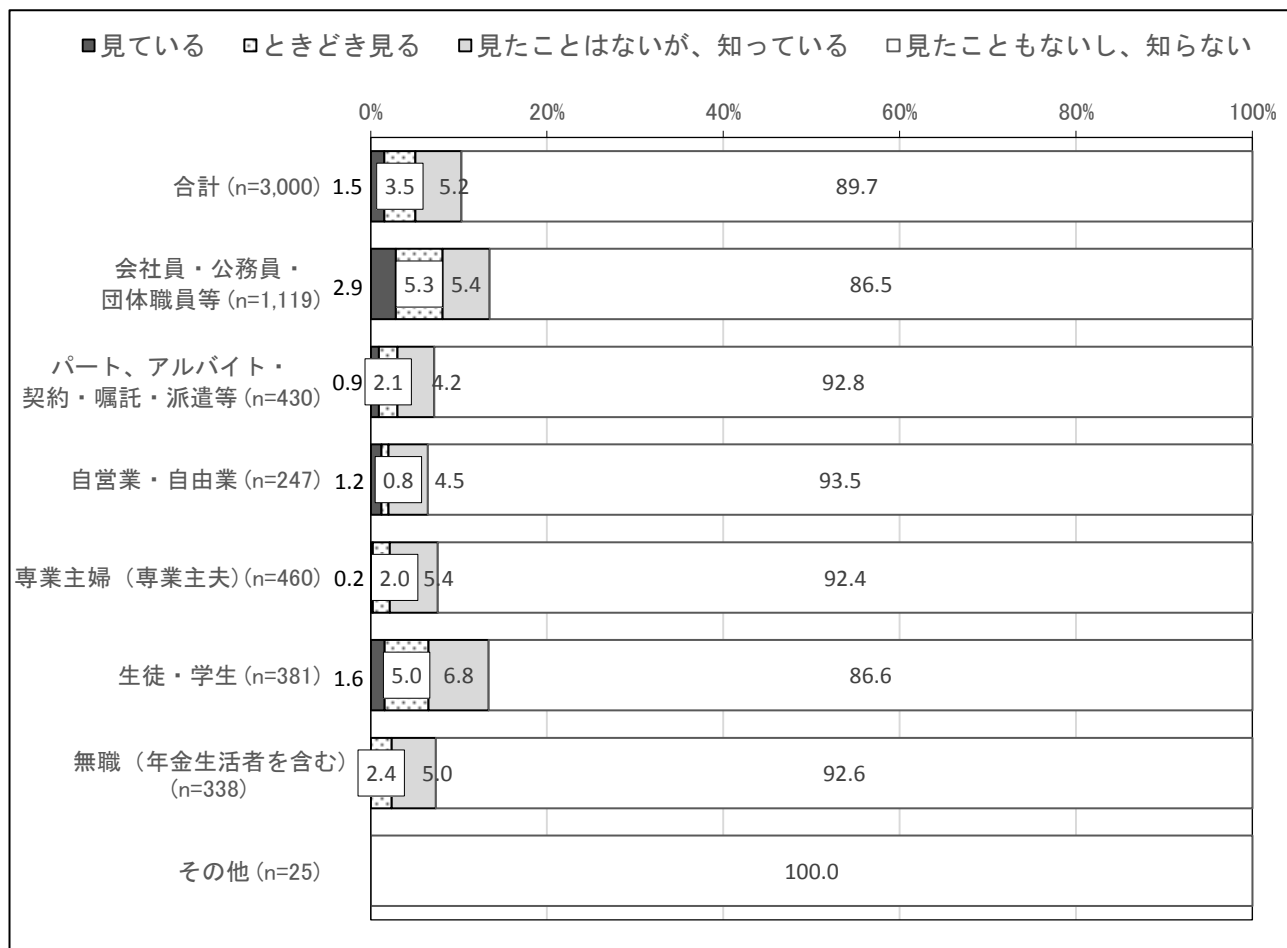 ■見ている □ときどき見る □見たことはないが、知っている □見たこともないし、知らない
0% 20% 40% 60% 80% 100%
合計(n=3,000) 1.5 3.5 5.2 89.7
会社員・公務員・
団体職員等(n=1,119) 2.9 5.3 5.4 86.5
パート、アルバイト・
契約・嘱託・派遣等(n=430) 0.9 2.1 4.2 92.8
自営業・自由業(n=247) 1.2 0.8 4.5 93.5
専業主婦（専業主夫)(n=460) 0.2 2.0 5.4 92.4
生徒・学生(n=381) 1.6 5.0 6.8 86.6
無職（年金生活者を含む）
(n=338) 2.4 5.0 92.6
その他(n=25) 100.0